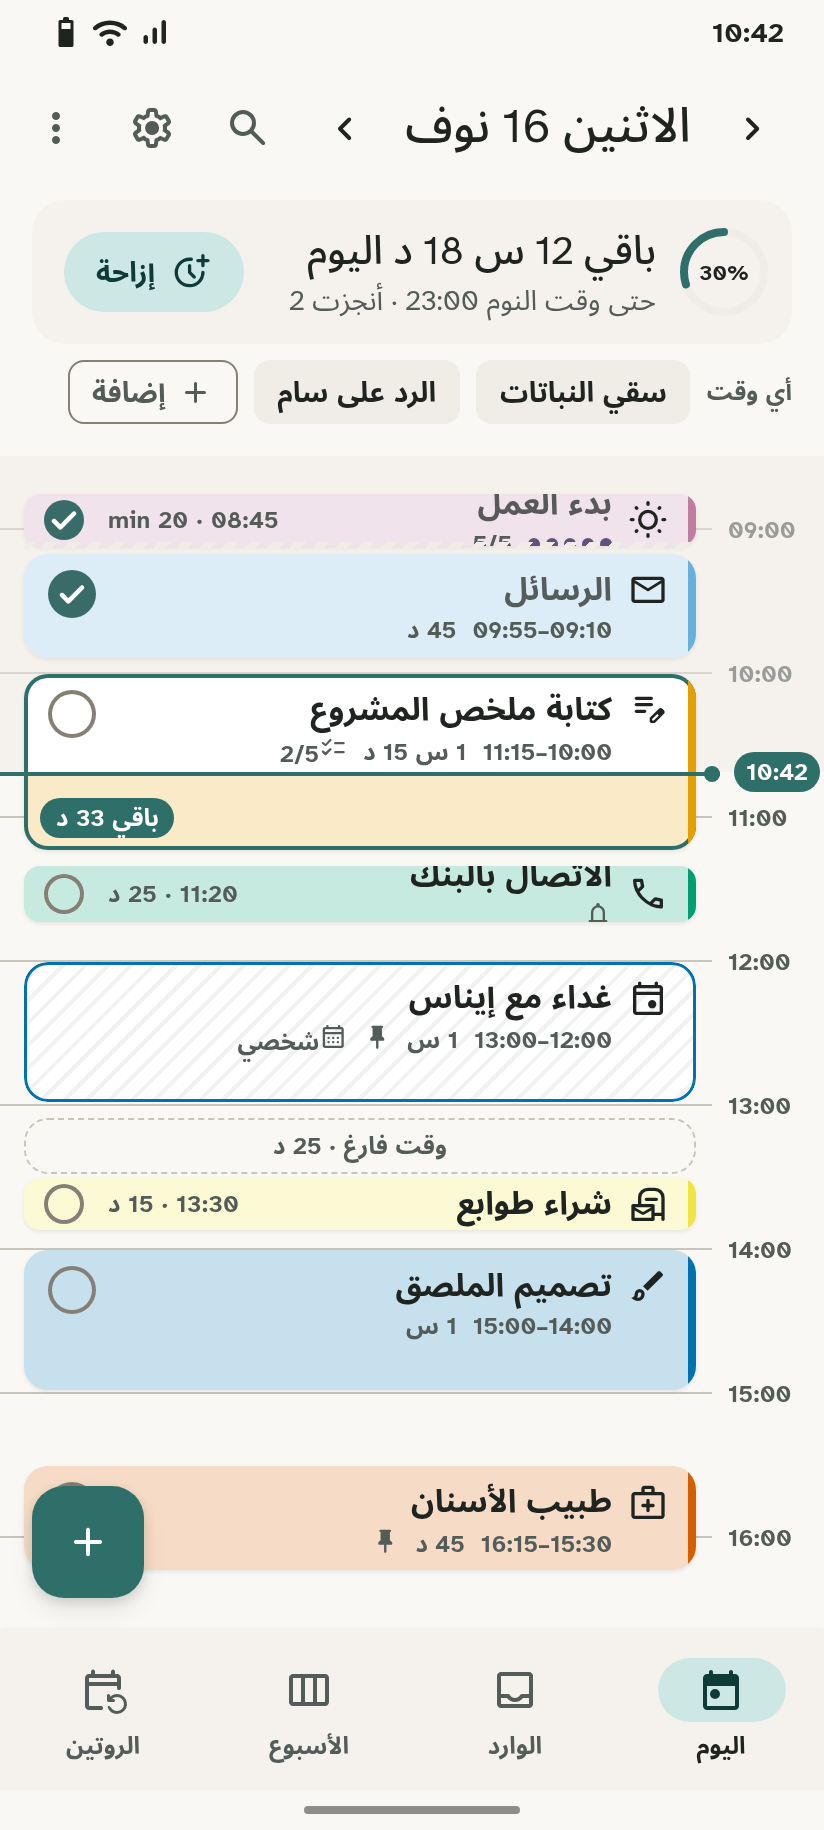 10:42
الاثنين 16 نوف
30%
باقي 12 س 18 د اليوم
حتى وقت النوم 23:00 · أنجزت 2
إزاحة
أي وقت
سقي النباتات
الرد على سام
إضافة
09:00
بدء العمل
08:45 · 20 min
5/5
الرسائل
09:10–09:55 45 د
10:00
كتابة ملخص المشروع
10:00–11:15 1 س 15 د 2/5
10:42
باقي 33 د
11:00
الاتصال بالبنك
11:20 · 25 د
12:00
غداء مع إيناس
12:00–13:00 1 س شخصي
13:00
وقت فارغ · 25 د
شراء طوابع
13:30 · 15 د
14:00
تصميم الملصق
14:00–15:00 1 س
15:00
طبيب الأسنان
15:30–16:15 45 د
16:00
اليوم
الوارد
الأسبوع
الروتين